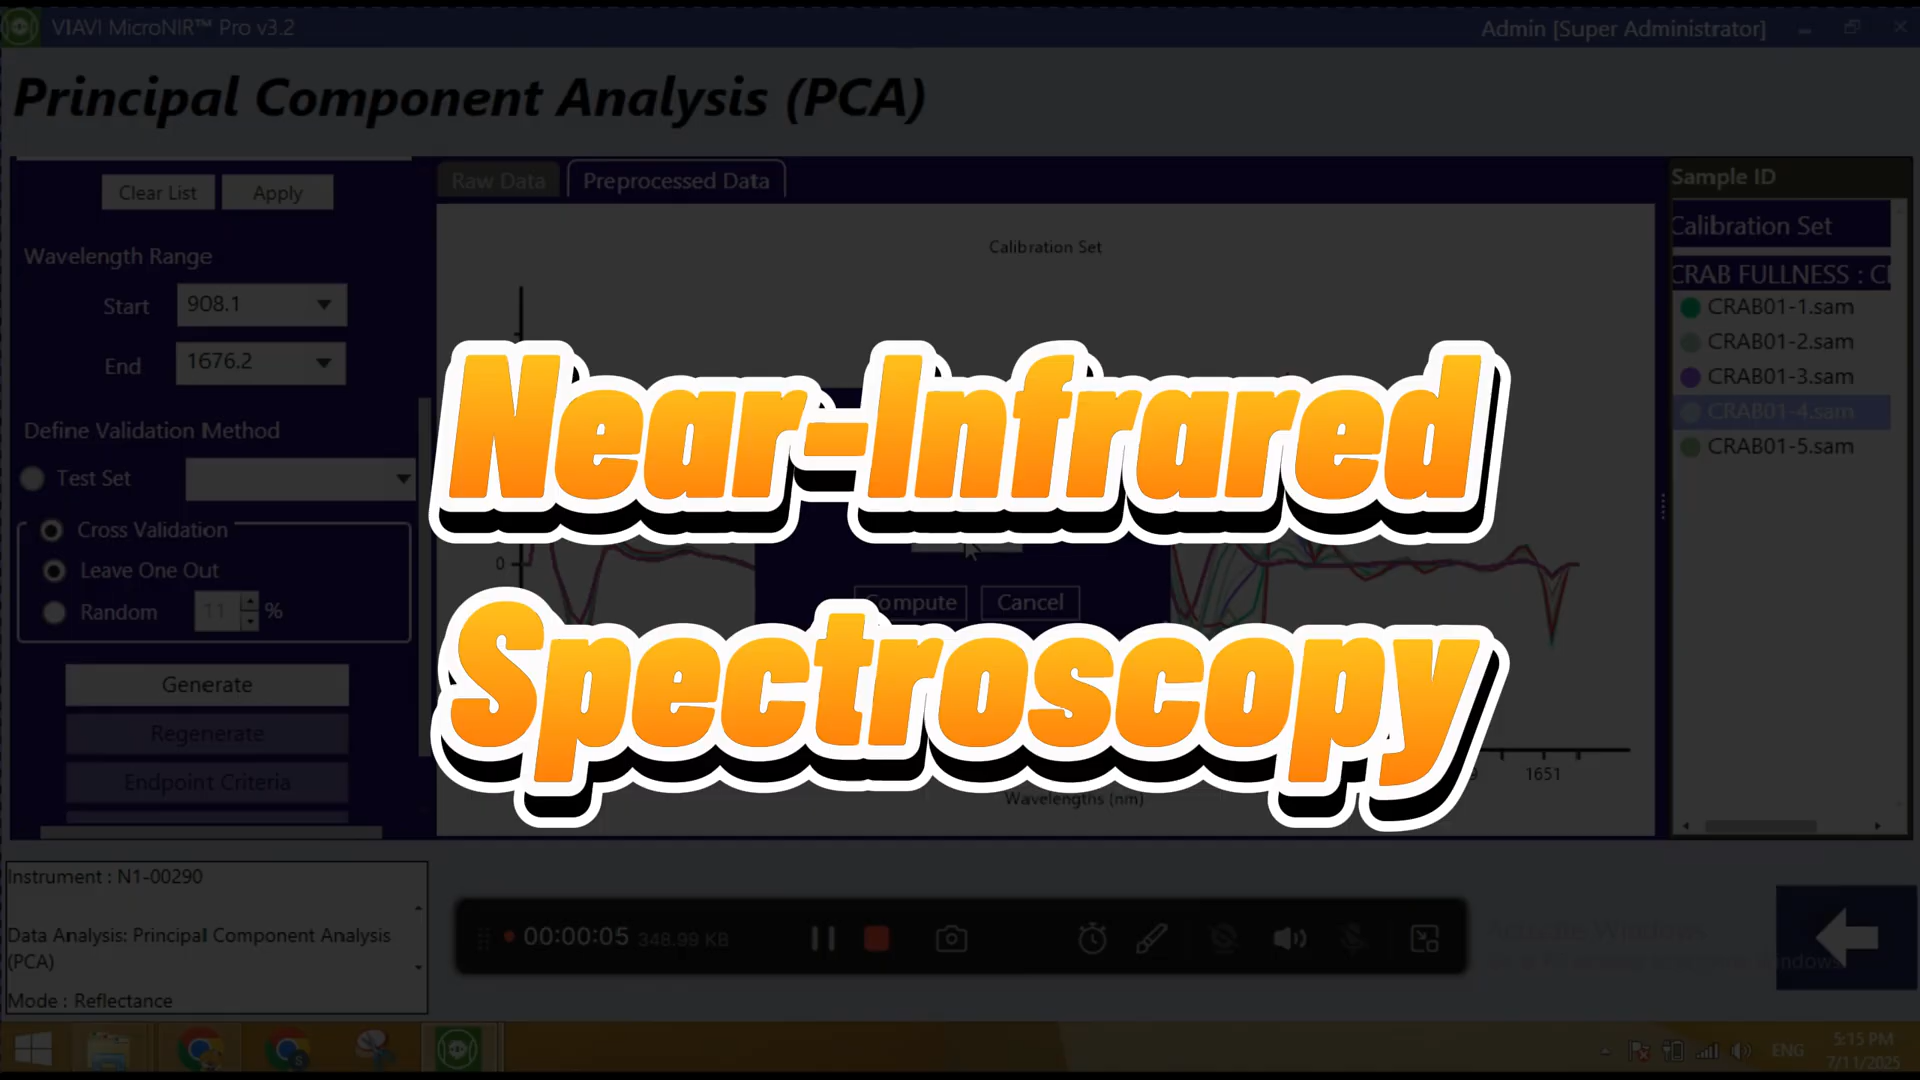 VIAVI MicroNIR™ Pro v3.2
Admin [Super Administrator]
Principal Component Analysis (PCA)
Clear List
Apply
Wavelength Range
Start
908.1
End
1676.2
Define Validation Method
Test Set
Cross Validation
Leave One Out
Random
11
%
Generate
Regenerate
Endpoint Criteria
Raw Data
Preprocessed Data
Calibration Set
0
Near-Infrared
Spectroscopy
Compute
Cancel
1651
Wavelengths (nm)
Sample ID
Calibration Set
CRAB FULLNESS :
CRAB01-1.sam
CRAB01-2.sam
CRAB01-3.sam
CRAB01-4.sam
CRAB01-5.sam
Instrument : N1-00290
Data Analysis: Principal Component Analysis
(PCA)
Mode : Reflectance
00:00:05
348.99 KB
Activate Windows
ENG
5:15 PM
7/11/2025